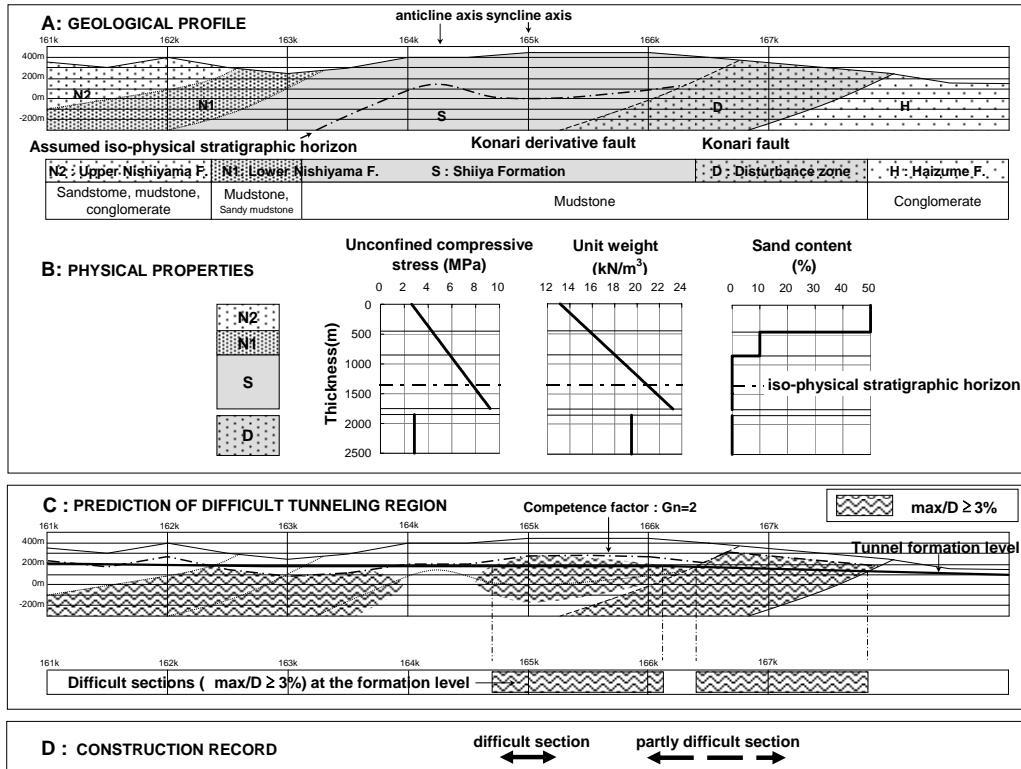 A: GEOLOGICAL PROFILE
anticline axis syncline axis
161k 162k 163k 164k 165k 166k 167k
400m
200m
0m
-200m
N2
N1
S
D
H
Assumed iso-physical stratigraphic horizon
Konari derivative fault
Konari fault
N2 : Upper Nishiyama F.
N1: Lower Nishiyama F.
S : Shiiya Formation
D : Disturbance zone
H : Haizume F.
Sandstome, mudstone,
conglomerate
Mudstone,
Sandy mudstone
Mudstone
Conglomerate
B: PHYSICAL PROPERTIES
Unconfined compressive
stress (MPa)
Unit weight
(kN/m³)
Sand content
(%)
0 2 4 6 8 10
12 14 16 18 20 22 24
0 10 20 30 40 50
N2
N1
S
D
Thickness(m)
0
500
1000
1500
2000
2500
iso-physical stratigraphic horizon
C : PREDICTION OF DIFFICULT TUNNELING REGION
Competence factor : Gn=2
max/D ≥ 3%
161k 162k 163k 164k 165k 166k 167k
400m
200m
0m
-200m
Tunnel formation level
161k 162k 163k 164k 165k 166k 167k
Difficult sections ( max/D ≥ 3%) at the formation level
D : CONSTRUCTION RECORD
difficult section
partly difficult section